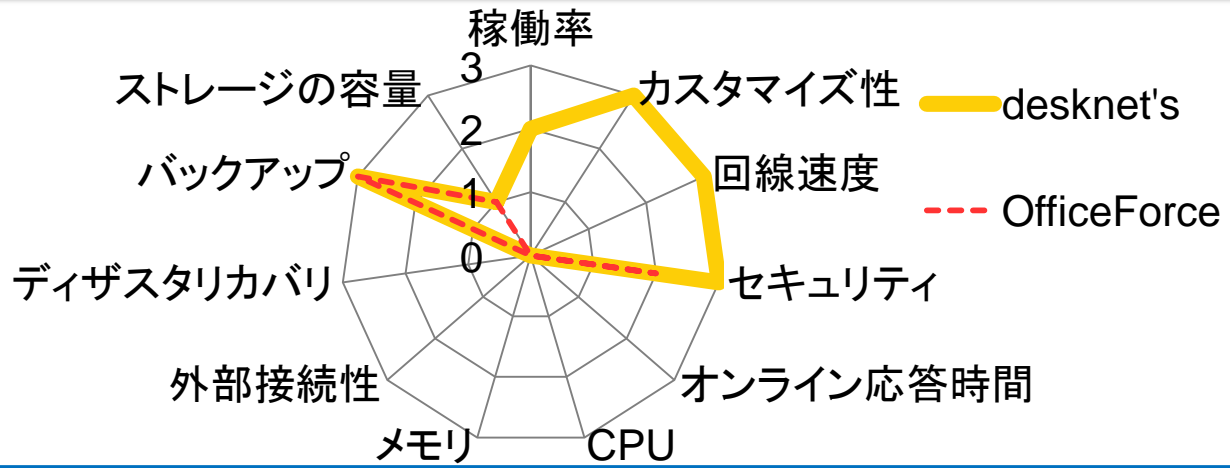 稼働率
カスタマイズ性
回線速度
セキュリティ
オンライン応答時間
CPU
メモリ
外部接続性
ディザスタリカバリ
バックアップ
ストレージの容量
3
2
1
0
desknet's
OfficeForce